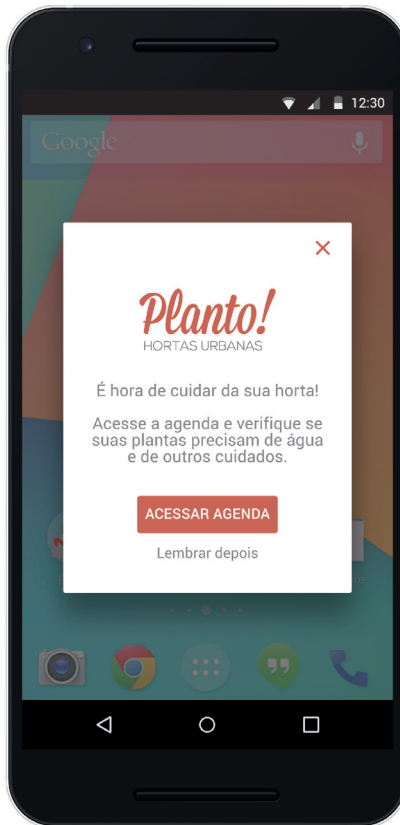 12:30
Google
Planto!
HORTAS URBANAS
É hora de cuidar da sua horta!
Acesse a agenda e verifique se
suas plantas precisam de água
e de outros cuidados.
ACESSAR AGENDA
Lembrar depois